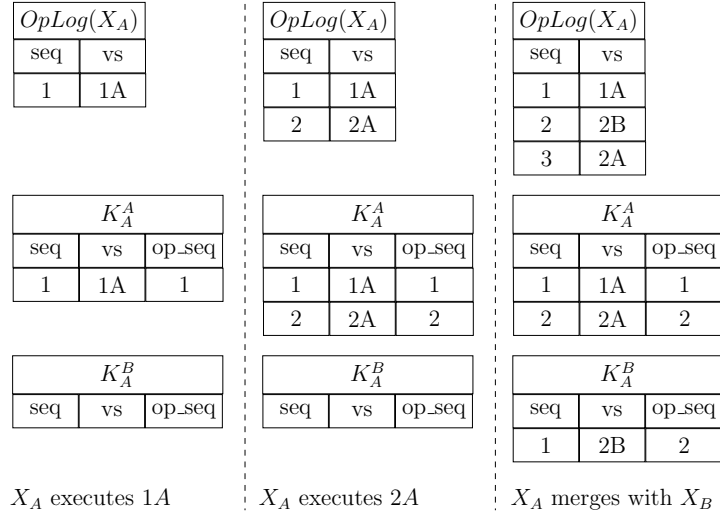 OpLog(X_A) OpLog(X_A) OpLog(X_A)
seq vs seq vs seq vs
1 1A 1 1A 1 1A
2 2A 2 2B
3 2A
K_A^A K_A^A K_A^A
seq vs op_seq seq vs op_seq seq vs op_seq
1 1A 1 1 1A 1 1 1A 1
2 2A 2 2 2A 2
K_A^B K_A^B K_A^B
seq vs op_seq seq vs op_seq seq vs op_seq
1 2B 2
X_A executes 1A X_A executes 2A X_A merges with X_B